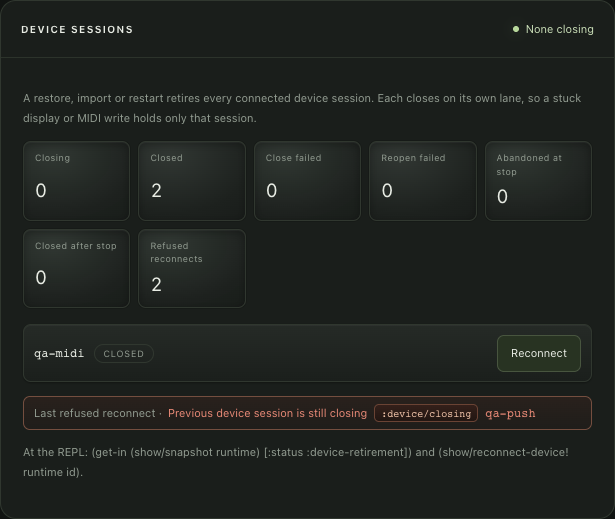 DEVICE SESSIONS
None closing
A restore, import or restart retires every connected device session. Each closes on its own lane, so a stuck
display or MIDI write holds only that session.
Closing
0
Closed
2
Close failed
0
Reopen failed
0
Abandoned at
stop
0
Closed after stop
0
Refused
reconnects
2
qa-midi CLOSED Reconnect
Last refused reconnect · Previous device session is still closing :device/closing qa-push
At the REPL: (get-in (show/snapshot runtime) [:status :device-retirement]) and (show/reconnect-device!
runtime id).